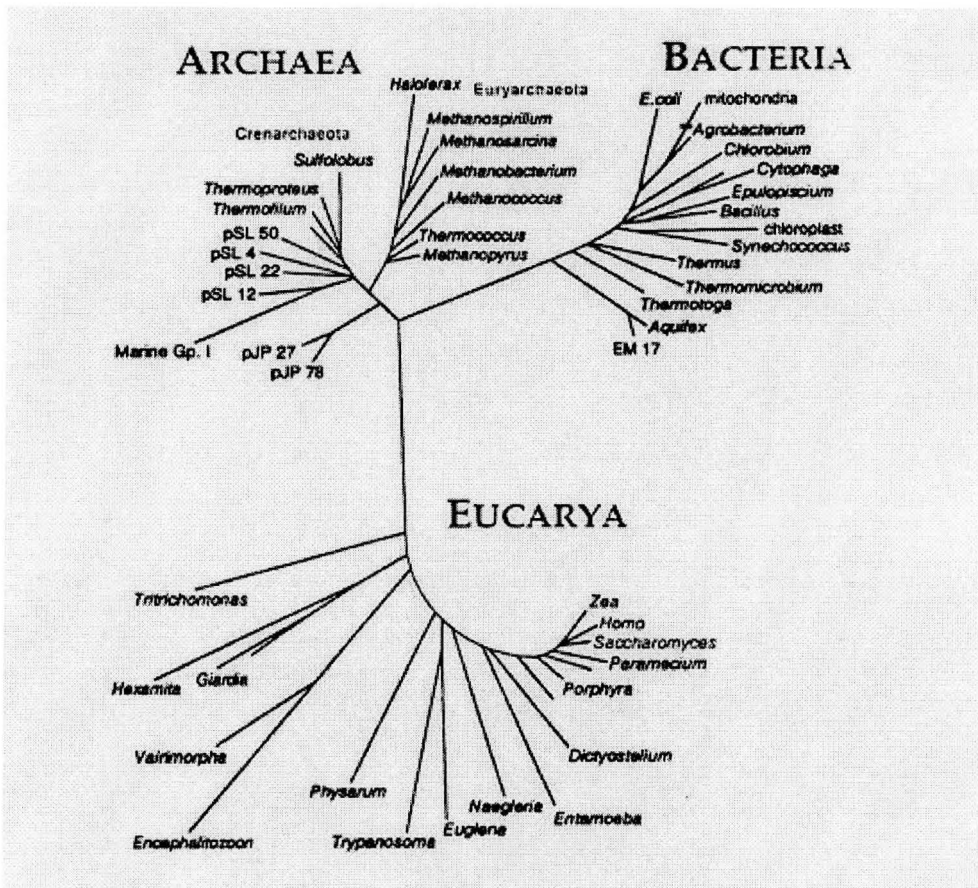 ARCHAEA
BACTERIA
Haloferax
Euryarchaeota
E.coli
mitochondria
Methanospirillum
Agrobacterium
Crenarchaeota
Methanosarcina
Chlorobium
Sulfolobus
Methanobacterium
Cytophaga
Thermoproteus
Methanococcus
Epulopiscium
Thermofilum
Bacillus
pSL 50
Thermococcus
chloroplast
pSL 4
Methanopyrus
Synechococcus
pSL 22
Thermus
pSL 12
Thermomicrobium
Thermotoga
Marine Gp. I
pJP 27
Aquifex
pJP 78
EM 17
EUCARYA
Tritrichomonas
Zea
Homo
Saccharomyces
Paramecium
Hexamita
Giardia
Porphyra
Vairimorpha
Dictyostelium
Physarum
Naegleria
Entamoeba
Encephalitozoon
Trypanosoma
Euglena